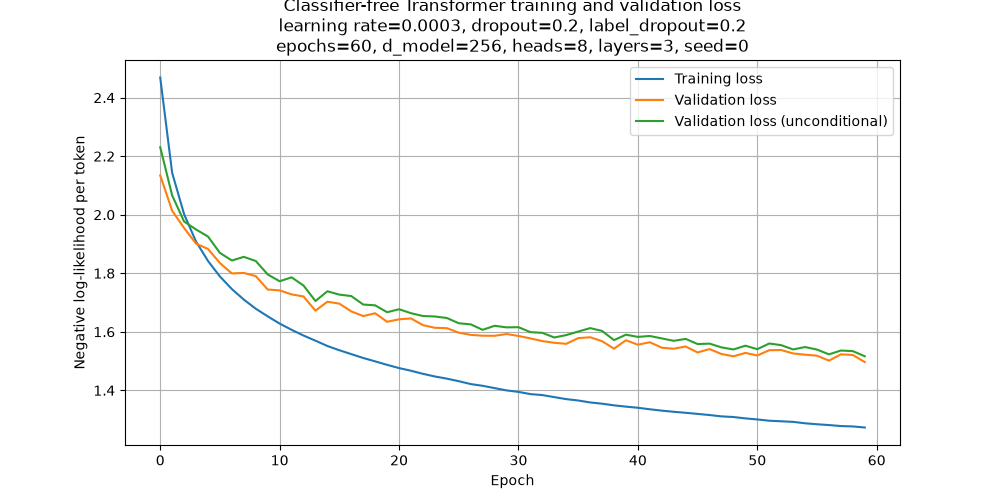 Classifier-free Transformer training and validation loss
learning rate=0.0003, dropout=0.2, label_dropout=0.2
epochs=60, d_model=256, heads=8, layers=3, seed=0
Training loss
Validation loss
Validation loss (unconditional)
Negative log-likelihood per token
2.4
2.2
2.0
1.8
1.6
1.4
0
10
20
30
40
50
60
Epoch